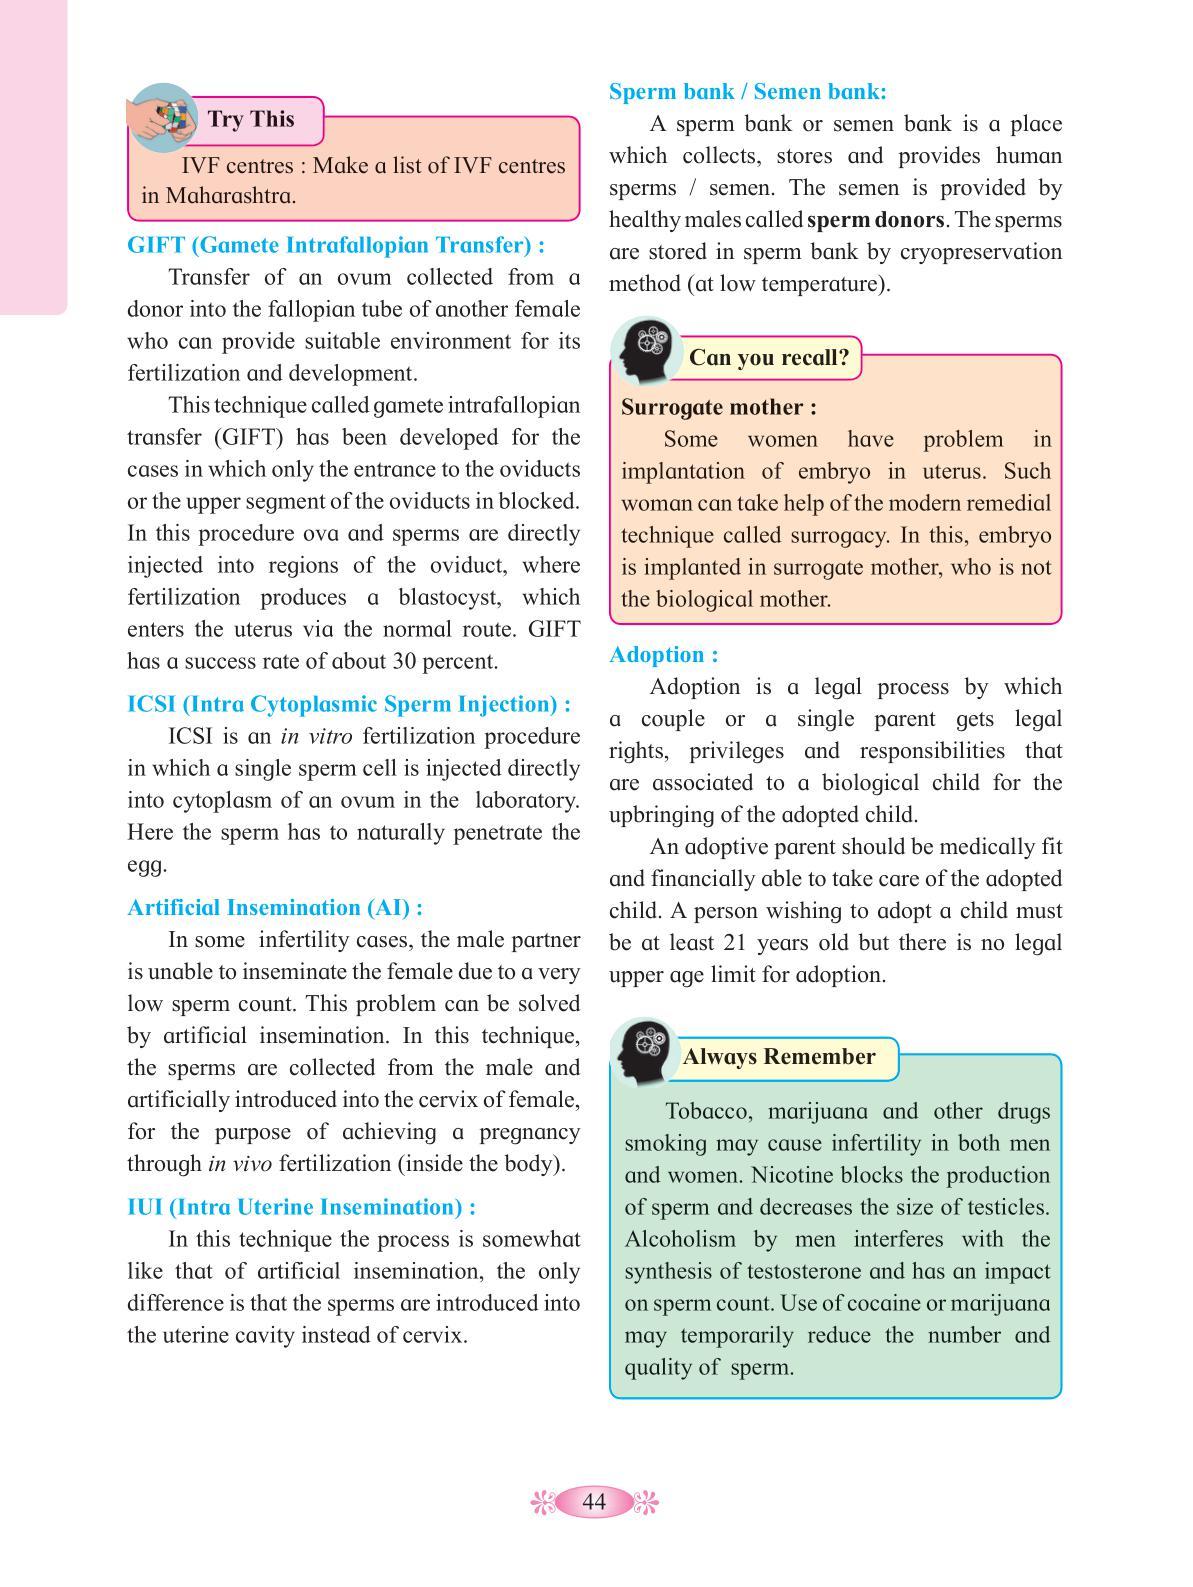 Try This
IVF centres : Make a list of IVF centres
in Maharashtra.
GIFT (Gamete Intrafallopian Transfer) :
Transfer of an ovum collected from a
donor into the fallopian tube of another female
who can provide suitable environment for its
fertilization and development.
This technique called gamete intrafallopian
transfer (GIFT) has been developed for the
cases in which only the entrance to the oviducts
or the upper segment of the oviducts in blocked.
In this procedure ova and sperms are directly
injected into regions of the oviduct, where
fertilization produces a blastocyst, which
enters the uterus via the normal route. GIFT
has a success rate of about 30 percent.
ICSI (Intra Cytoplasmic Sperm Injection) :
ICSI is an in vitro fertilization procedure
in which a single sperm cell is injected directly
into cytoplasm of an ovum in the laboratory.
Here the sperm has to naturally penetrate the
egg.
Artificial Insemination (AI) :
In some infertility cases, the male partner
is unable to inseminate the female due to a very
low sperm count. This problem can be solved
by artificial insemination. In this technique,
the sperms are collected from the male and
artificially introduced into the cervix of female,
for the purpose of achieving a pregnancy
through in vivo fertilization (inside the body).
IUI (Intra Uterine Insemination) :
In this technique the process is somewhat
like that of artificial insemination, the only
difference is that the sperms are introduced into
the uterine cavity instead of cervix.
Sperm bank / Semen bank:
A sperm bank or semen bank is a place
which collects, stores and provides human
sperms / semen. The semen is provided by
healthy males called sperm donors. The sperms
are stored in sperm bank by cryopreservation
method (at low temperature).
Can you recall?
Surrogate mother :
Some women have problem in
implantation of embryo in uterus. Such
woman can take help of the modern remedial
technique called surrogacy. In this, embryo
is implanted in surrogate mother, who is not
the biological mother.
Adoption :
Adoption is a legal process by which
a couple or a single parent gets legal
rights, privileges and responsibilities that
are associated to a biological child for the
upbringing of the adopted child.
An adoptive parent should be medically fit
and financially able to take care of the adopted
child. A person wishing to adopt a child must
be at least 21 years old but there is no legal
upper age limit for adoption.
Always Remember
Tobacco, marijuana and other drugs
smoking may cause infertility in both men
and women. Nicotine blocks the production
of sperm and decreases the size of testicles.
Alcoholism by men interferes with the
synthesis of testosterone and has an impact
on sperm count. Use of cocaine or marijuana
may temporarily reduce the number and
quality of sperm.
44